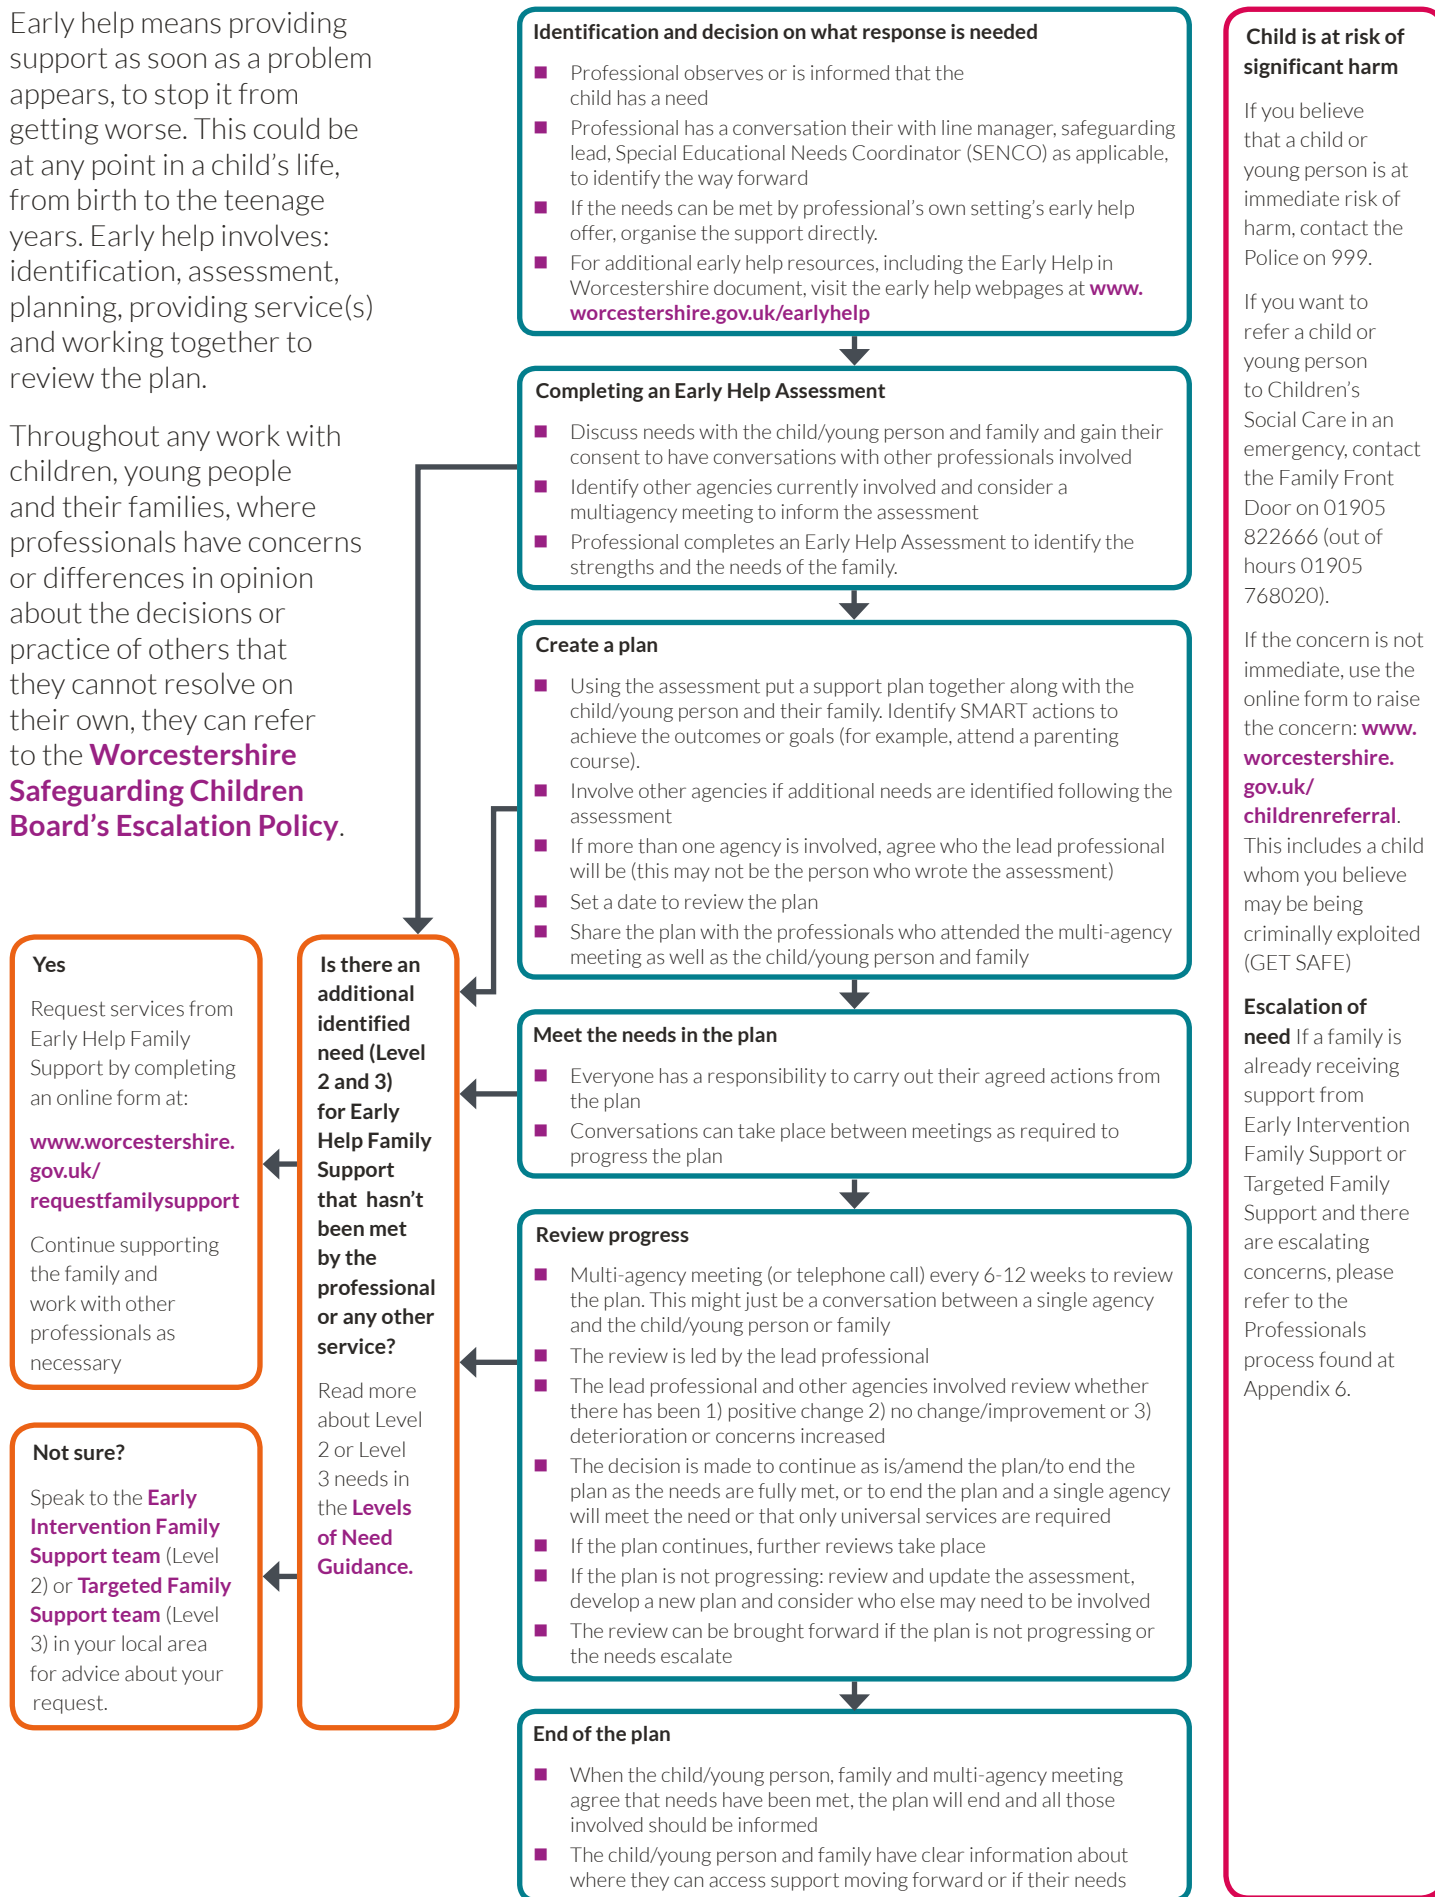 Early help means providing
support as soon as a problem
appears, to stop it from
getting worse. This could be
at any point in a child's life,
from birth to the teenage
years. Early help involves:
identification, assessment,
planning, providing service(s)
and working together to
review the plan.
Throughout any work with
children, young people
and their families, where
professionals have concerns
or differences in opinion
about the decisions or
practice of others that
they cannot resolve on
their own, they can refer
to the Worcestershire
Safeguarding Children
Board's Escalation Policy.
Identification and decision on what response is needed
Professional observes or is informed that the
child has a need
Professional has a conversation their with line manager, safeguarding
lead, Special Educational Needs Coordinator (SENCO) as applicable,
to identify the way forward
If the needs can be met by professional's own setting's early help
offer, organise the support directly.
For additional early help resources, including the Early Help in
Worcestershire document, visit the early help webpages at www.
worcestershire.gov.uk/earlyhelp
Completing an Early Help Assessment
Discuss needs with the child/young person and family and gain their
consent to have conversations with other professionals involved
Identify other agencies currently involved and consider a
multiagency meeting to inform the assessment
Professional completes an Early Help Assessment to identify the
strengths and the needs of the family.
Create a plan
Using the assessment put a support plan together along with the
child/young person and their family. Identify SMART actions to
achieve the outcomes or goals (for example, attend a parenting
course).
Involve other agencies if additional needs are identified following the
assessment
If more than one agency is involved, agree who the lead professional
will be (this may not be the person who wrote the assessment)
Set a date to review the plan
Share the plan with the professionals who attended the multi-agency
meeting as well as the child/young person and family
Meet the needs in the plan
Everyone has a responsibility to carry out their agreed actions from
the plan
Conversations can take place between meetings as required to
progress the plan
Review progress
Multi-agency meeting (or telephone call) every 6-12 weeks to review
the plan. This might just be a conversation between a single agency
and the child/young person or family
The review is led by the lead professional
The lead professional and other agencies involved review whether
there has been 1) positive change 2) no change/improvement or 3)
deterioration or concerns increased
The decision is made to continue as is/amend the plan/to end the
plan as the needs are fully met, or to end the plan and a single agency
will meet the need or that only universal services are required
If the plan continues, further reviews take place
If the plan is not progressing: review and update the assessment,
develop a new plan and consider who else may need to be involved
The review can be brought forward if the plan is not progressing or
the needs escalate
End of the plan
When the child/young person, family and multi-agency meeting
agree that needs have been met, the plan will end and all those
involved should be informed
The child/young person and family have clear information about
where they can access support moving forward or if their needs
Is there an
additional
identified
need (Level
2 and 3)
for Early
Help Family
Support
that hasn't
been met
by the
professional
or any other
service?
Read more
about Level
2 or Level
3 needs in
the Levels
of Need
Guidance.
Yes
Request services from
Early Help Family
Support by completing
an online form at:
www.worcestershire.
gov.uk/
requestfamilysupport
Continue supporting
the family and
work with other
professionals as
necessary
Not sure?
Speak to the Early
Intervention Family
Support team (Level
2) or Targeted Family
Support team (Level
3) in your local area
for advice about your
request.
Child is at risk of
significant harm
If you believe
that a child or
young person is at
immediate risk of
harm, contact the
Police on 999.
If you want to
refer a child or
young person
to Children's
Social Care in an
emergency, contact
the Family Front
Door on 01905
822666 (out of
hours 01905
768020).
If the concern is not
immediate, use the
online form to raise
the concern: www.
worcestershire.
gov.uk/
childrenreferral.
This includes a child
whom you believe
may be being
criminally exploited
(GET SAFE)
Escalation of
need If a family is
already receiving
support from
Early Intervention
Family Support or
Targeted Family
Support and there
are escalating
concerns, please
refer to the
Professionals
process found at
Appendix 6.